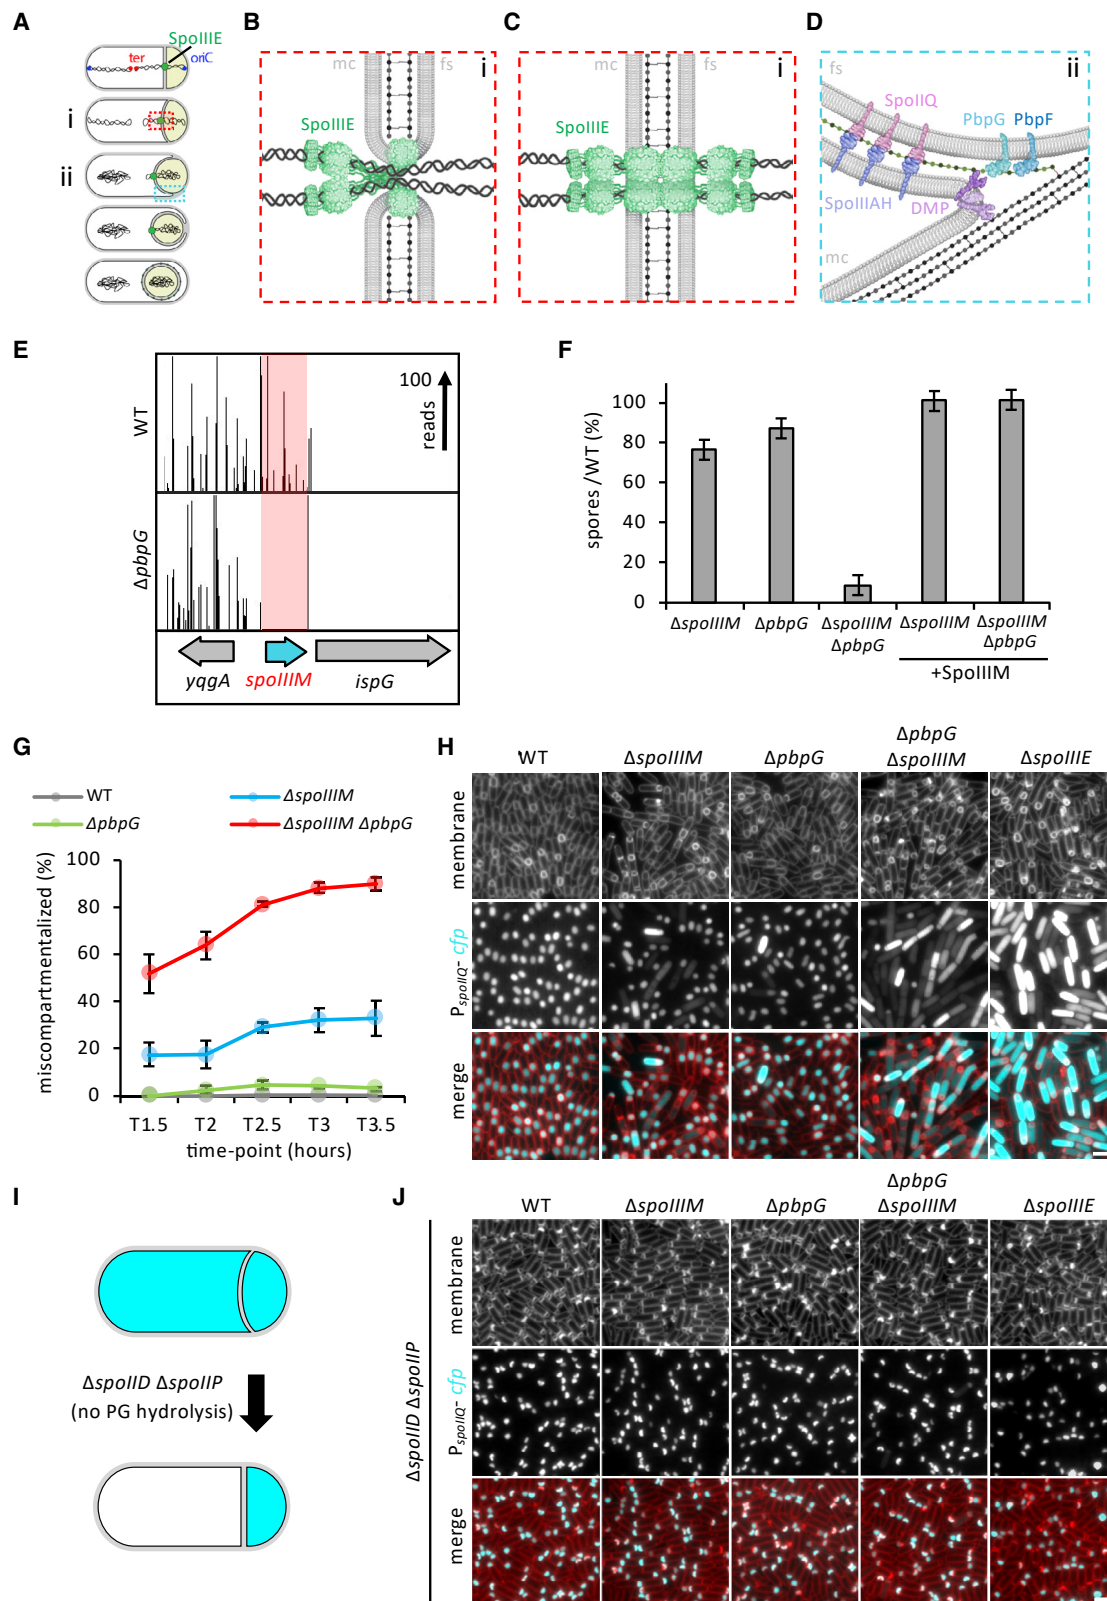 A
SpoIIIE
ter
oriC
i
ii
B
i
mc
fs
SpoIIIE
C
i
mc
fs
SpoIIIE
D
ii
fs
SpoIIQ
PbpG PbpF
SpoIIIAH
DMP
mc
E
WT
100
reads
ΔpbpG
yqgA
spoIIIM
ispG
F
spores /WT (%)
100
80
60
40
20
0
ΔspoIIIM
ΔpbpG
ΔspoIIIM
ΔpbpG
ΔspoIIIM
ΔspoIIIM
ΔpbpG
+SpoIIIM
G
WT
ΔspoIIIM
ΔpbpG
ΔspoIIIM ΔpbpG
miscompartmentalized (%)
100
80
60
40
20
0
T1.5
T2
T2.5
T3
T3.5
time-point (hours)
H
WT
ΔspoIIIM
ΔpbpG
ΔpbpG
ΔspoIIIM
ΔspoIIIE
membrane
PspoIIQ- cfp
merge
I
ΔspoIID ΔspoIIP
(no PG hydrolysis)
J
WT
ΔspoIIIM
ΔpbpG
ΔpbpG
ΔspoIIIM
ΔspoIIIE
ΔspoIID ΔspoIIP
membrane
PspoIIQ- cfp
merge